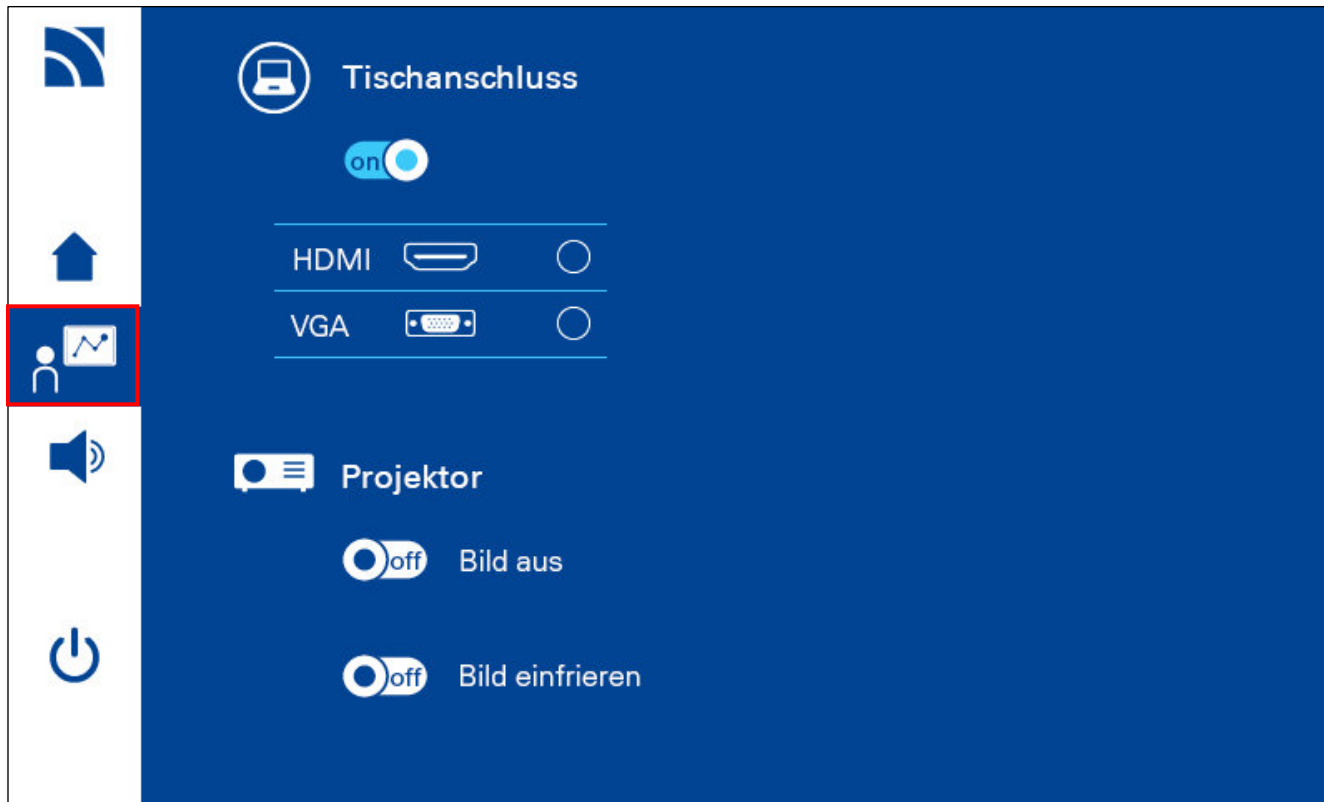 Tischanschluss
on
HDMI
VGA
Projektor
off Bild aus
off Bild einfrieren